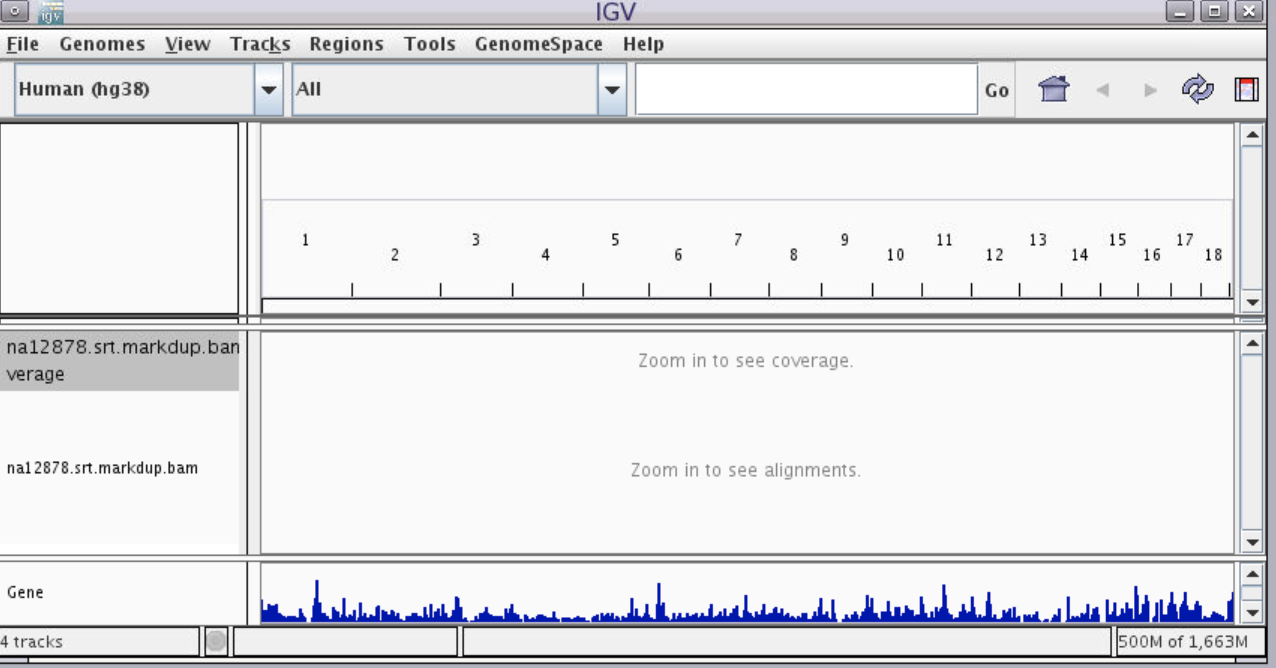 igv IGV
File Genomes View Tracks Regions Tools GenomeSpace Help
Human (hg38) All Go
1 3 5 7 9 11 13 15 17
2 4 6 8 10 12 14 16 18
na12878.srt.markdup.ban
verage
Zoom in to see coverage.
na12878.srt.markdup.bam
Zoom in to see alignments.
Gene
4 tracks 500M of 1,663M